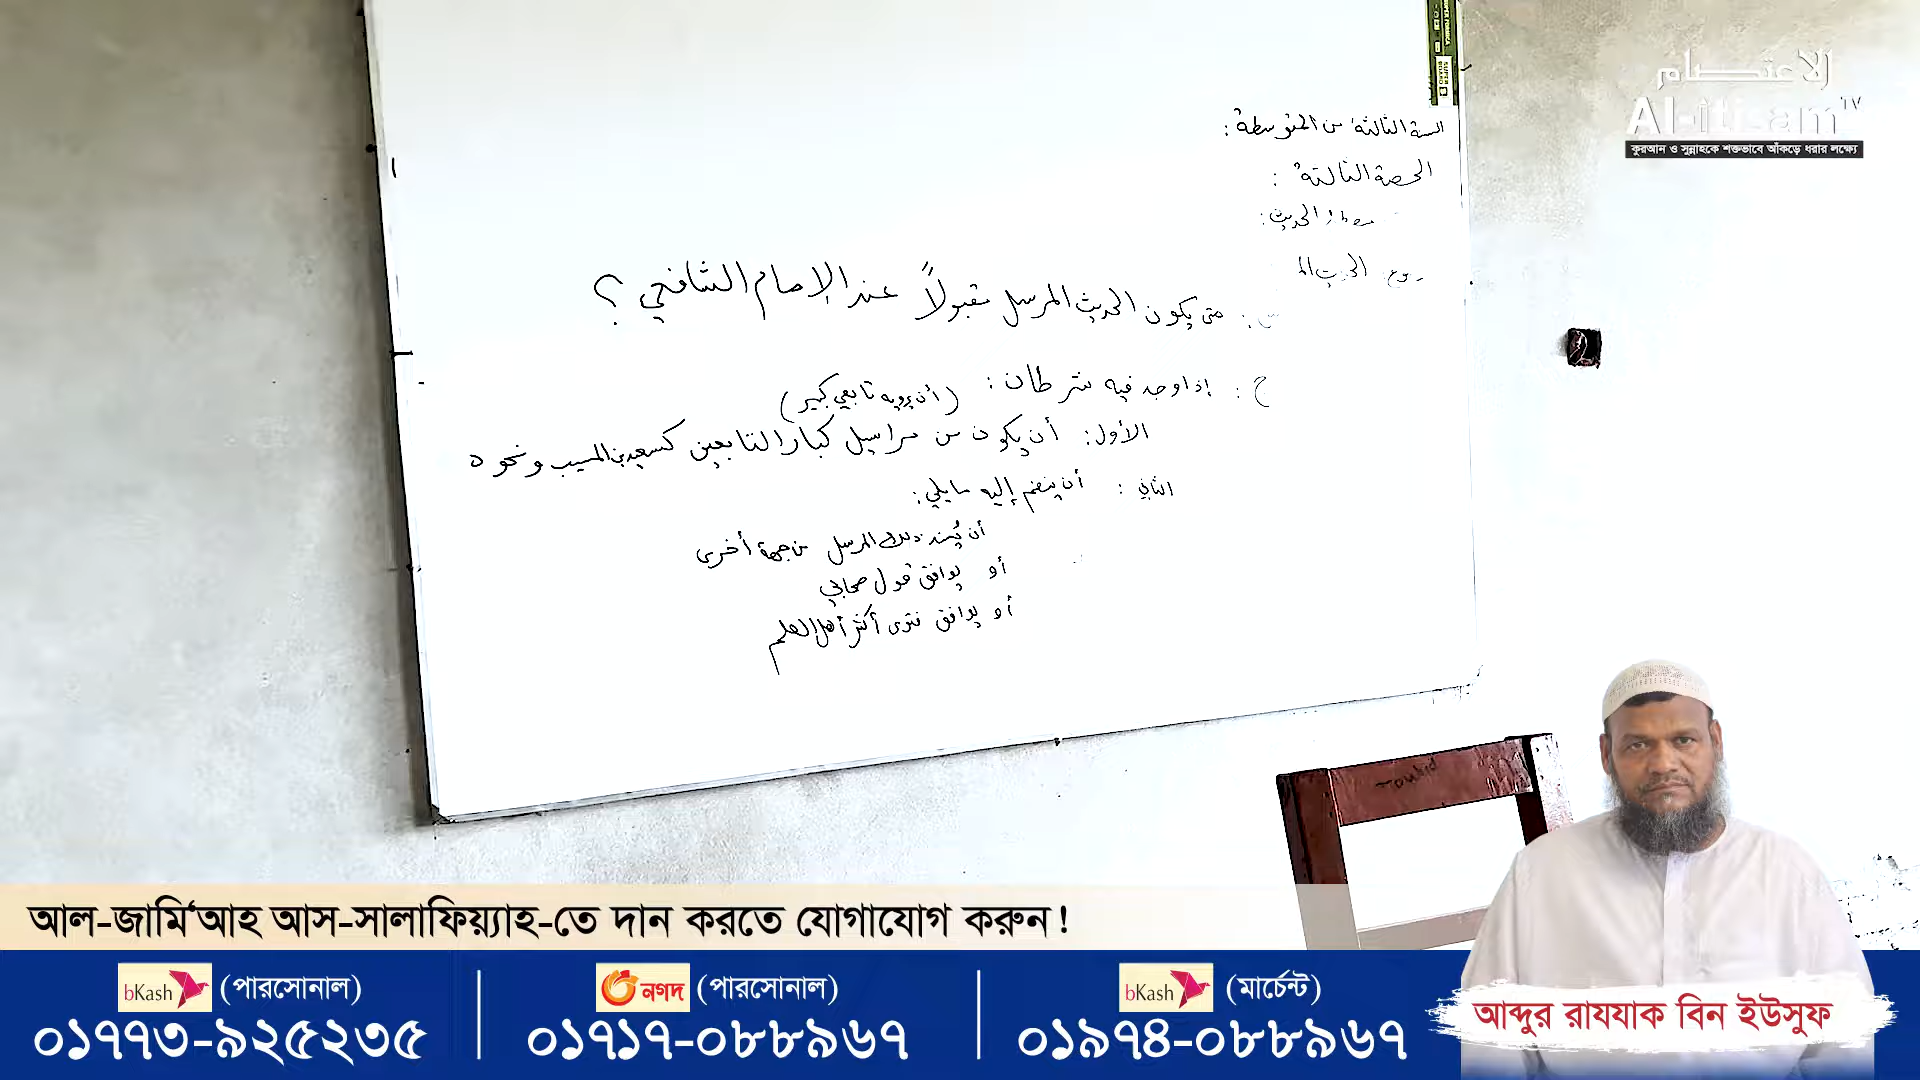 الاعتصام
Al-itisam TV
কুরআন ও সুন্নাহকে শক্তভাবে আঁকড়ে ধরার লক্ষ্যে
السنة الثالثة من المتوسطة :
الحصة الثالثة :
الحديث :
س : متى يكون الحديث المرسل مقبولاً عند الإمام الشافعي ؟
ج : إذا وجد فيه شرطان : (أن يرويه تابعي كبير)
الأول : أن يكون من مراسيل كبار التابعين كسعيد بن المسيب ونحوه
الثاني : أن ينضم إليه ما يلي :
أن يُسند ذلك المرسل من جهة أخرى
أو يوافق قول صحابي
أو يوافق فتوى أكثر أهل العلم
Touhid
আল-জামি‘আহ আস-সালাফিয়্যাহ-তে দান করতে যোগাযোগ করুন!
bKash (পারসোনাল)
০১৭৭৩-৯২৫২৩৫
নগদ (পারসোনাল)
০১৭১৭-০৮৮৯৬৭
bKash (মার্চেন্ট)
০১৯৭৪-০৮৮৯৬৭
আব্দুর রাযযাক বিন ইউসুফ